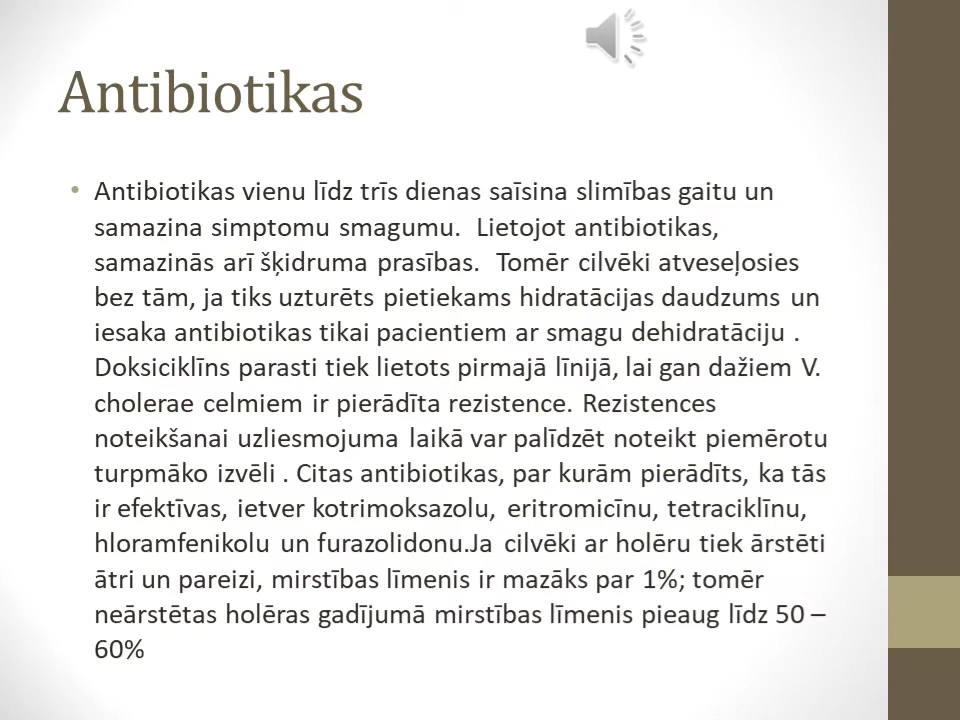 Antibiotikas
• Antibiotikas vienu līdz trīs dienas saīsina slimības gaitu un
samazina simptomu smagumu. Lietojot antibiotikas,
samazinās arī šķidruma prasības. Tomēr cilvēki atveseļosies
bez tām, ja tiks uzturēts pietiekams hidratācijas daudzums un
iesaka antibiotikas tikai pacientiem ar smagu dehidratāciju .
Doksiciklīns parasti tiek lietots pirmajā līnijā, lai gan dažiem V.
cholerae celmiem ir pierādīta rezistence. Rezistences
noteikšanai uzliesmojuma laikā var palīdzēt noteikt piemērotu
turpmāko izvēli . Citas antibiotikas, par kurām pierādīts, ka tās
ir efektīvas, ietver kotrimoksazolu, eritromicīnu, tetraciklīnu,
hloramfenikolu un furazolidonu.Ja cilvēki ar holēru tiek ārstēti
ātri un pareizi, mirstības līmenis ir mazāks par 1%; tomēr
neārstētas holēras gadījumā mirstības līmenis pieaug līdz 50 –
60%